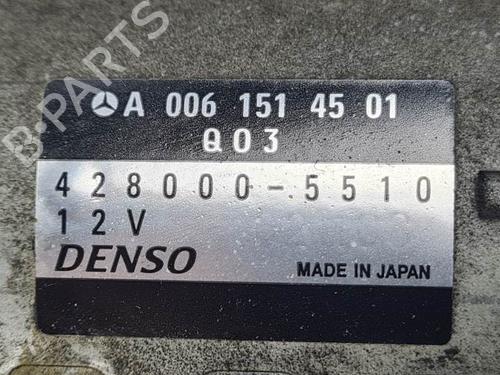 A 006 151 45 01
Q03
428000-5510
12V
DENSO
MADE IN JAPAN
B-PARTS